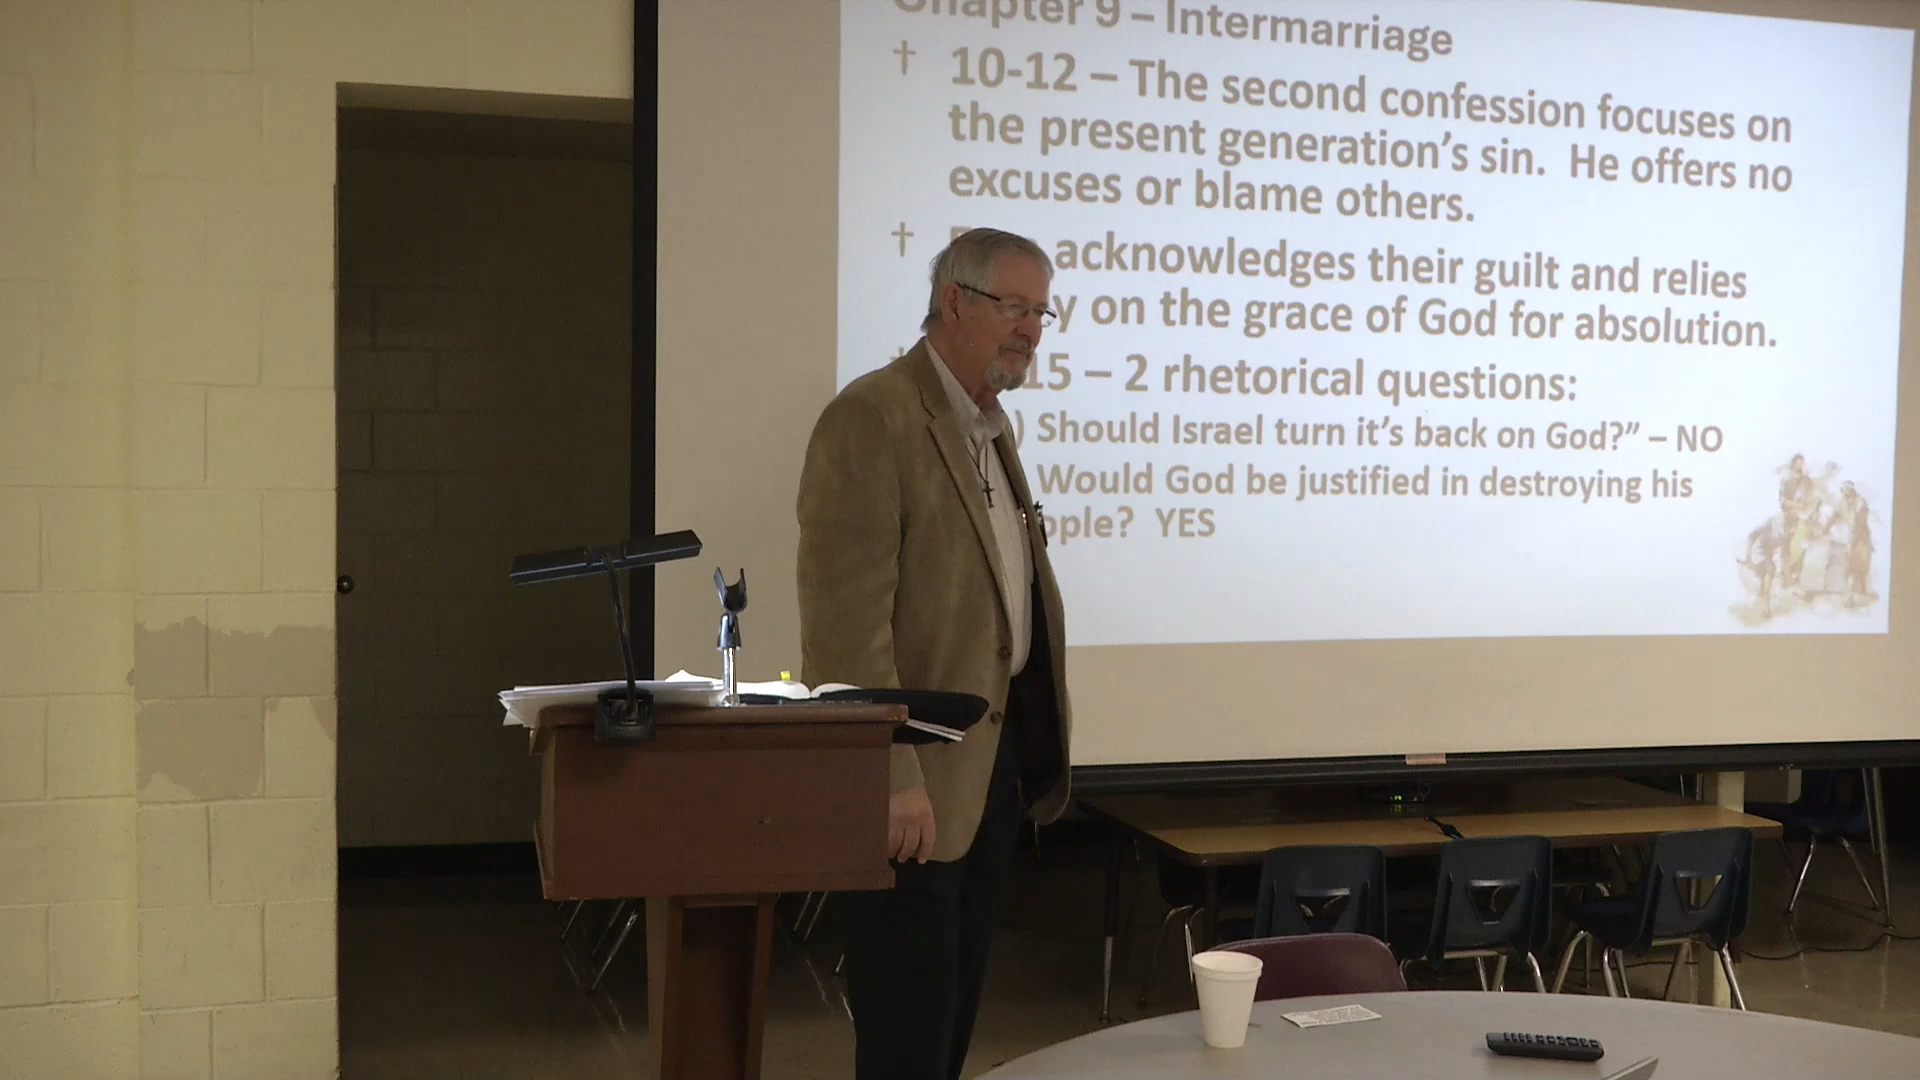 Chapter 9 – Intermarriage
† 10-12 – The second confession focuses on
the present generation's sin. He offers no
excuses or blame others.
† acknowledges their guilt and relies
on the grace of God for absolution.
15 – 2 rhetorical questions:
) Should Israel turn it's back on God?” – NO
Would God be justified in destroying his
ople? YES